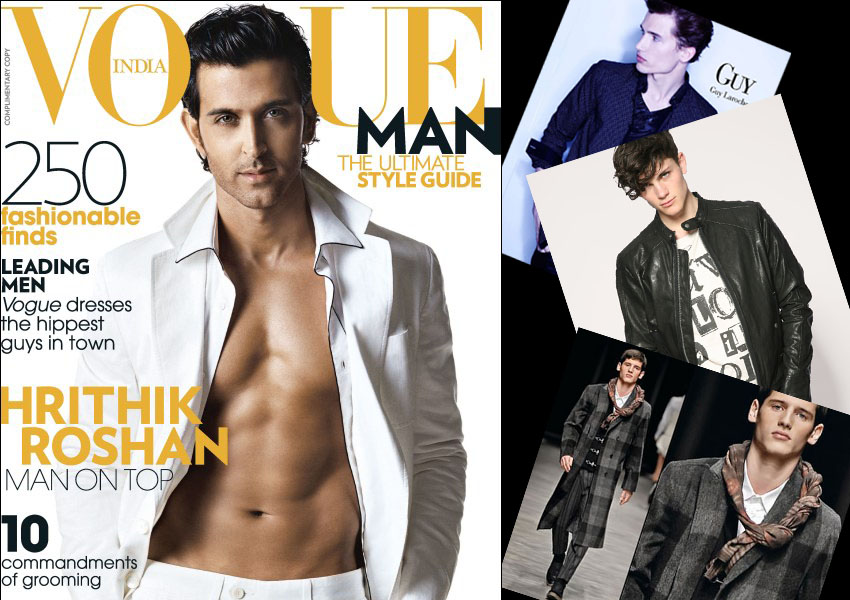 VOGUE
INDIA
COMPLIMENTARY COPY
MAN
THE ULTIMATE
STYLE GUIDE
250
fashionable
finds
LEADING
MEN
Vogue dresses
the hippest
guys in town
HRITHIK
ROSHAN
MAN ON TOP
10
commandments
of grooming
GUY
Guy Laroche